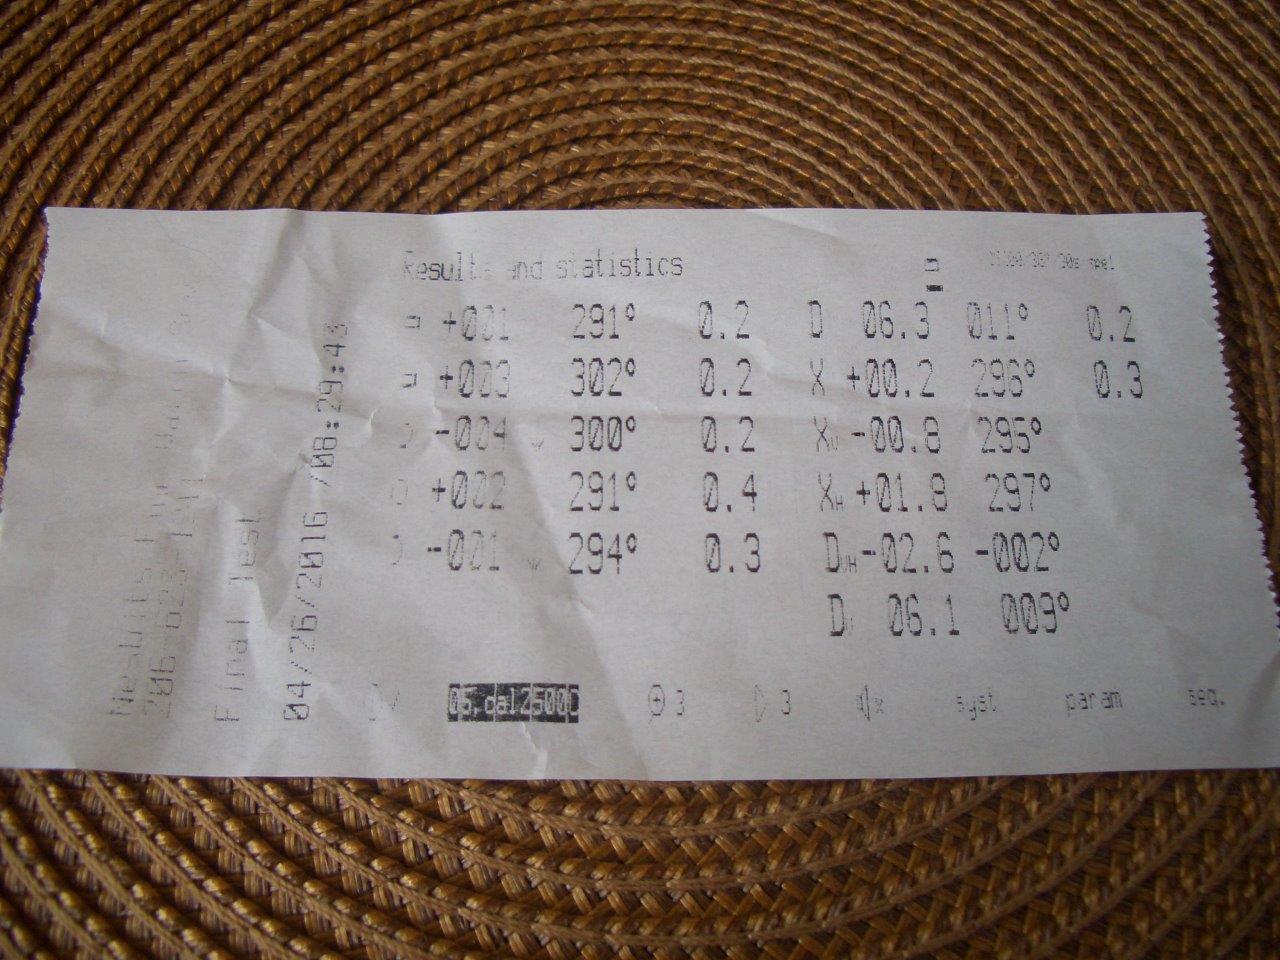 Results and statistics
+001 291° 0.2 D 06.3 011° 0.2
+003 302° 0.2 X +00.2 296° 0.3
-004 300° 0.2 Xv -00.8 295°
+002 291° 0.4 XH +01.8 297°
-001 294° 0.3 DVH -02.6 -002°
D 06.1 009°
05,dal2500C 3 3 x syst param seq.
Final Test
04/26/2016 /08:29:43